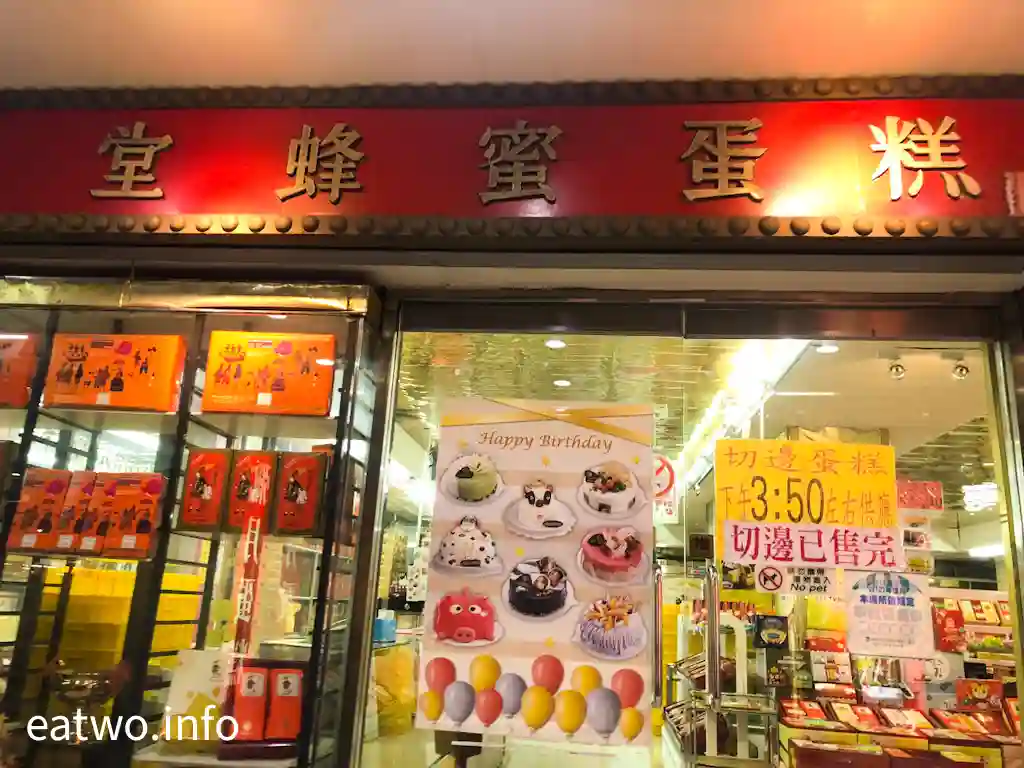 堂蜂蜜蛋糕
Happy Birthday
切邊蛋糕
下午3:50左右供應
切邊已售完
No pet
eatwo.info